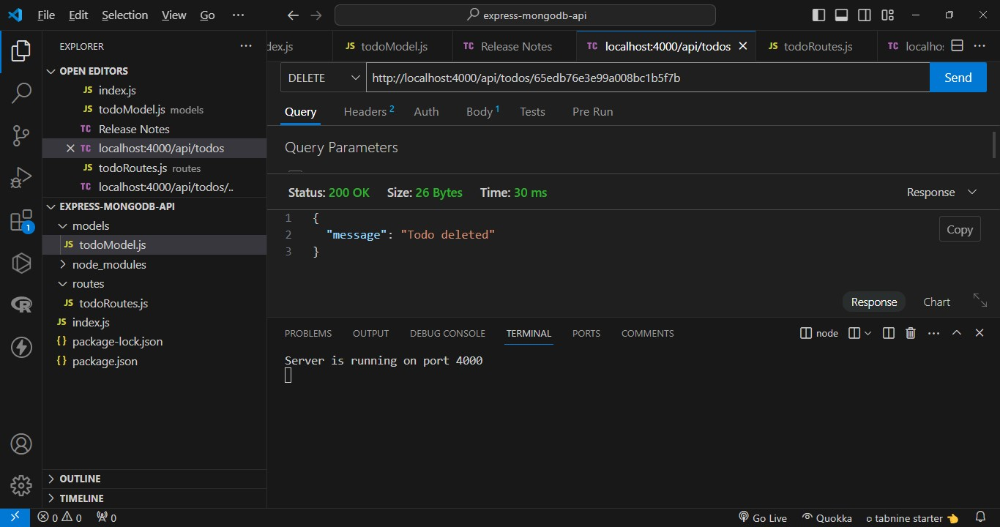 File Edit Selection View Go ··· express-mongodb-api
EXPLORER ···
OPEN EDITORS
JS index.js
JS todoModel.js models
TC Release Notes
TC localhost:4000/api/todos
JS todoRoutes.js routes
TC localhost:4000/api/todos/..
EXPRESS-MONGODB-API
models
JS todoModel.js
node_modules
routes
JS todoRoutes.js
JS index.js
{} package-lock.json
{} package.json
OUTLINE
TIMELINE
1
dex.js JS todoModel.js TC Release Notes TC localhost:4000/api/todos JS todoRoutes.js TC localho: ···
DELETE http://localhost:4000/api/todos/65edb76e3e99a008bc1b5f7b Send
Query Headers 2 Auth Body 1 Tests Pre Run
Query Parameters
Status: 200 OK Size: 26 Bytes Time: 30 ms Response
1 {
2 "message": "Todo deleted"
3 }
Copy
Response Chart
PROBLEMS OUTPUT DEBUG CONSOLE TERMINAL PORTS COMMENTS node ···
Server is running on port 4000
0 0 0 Go Live Quokka tabnine starter